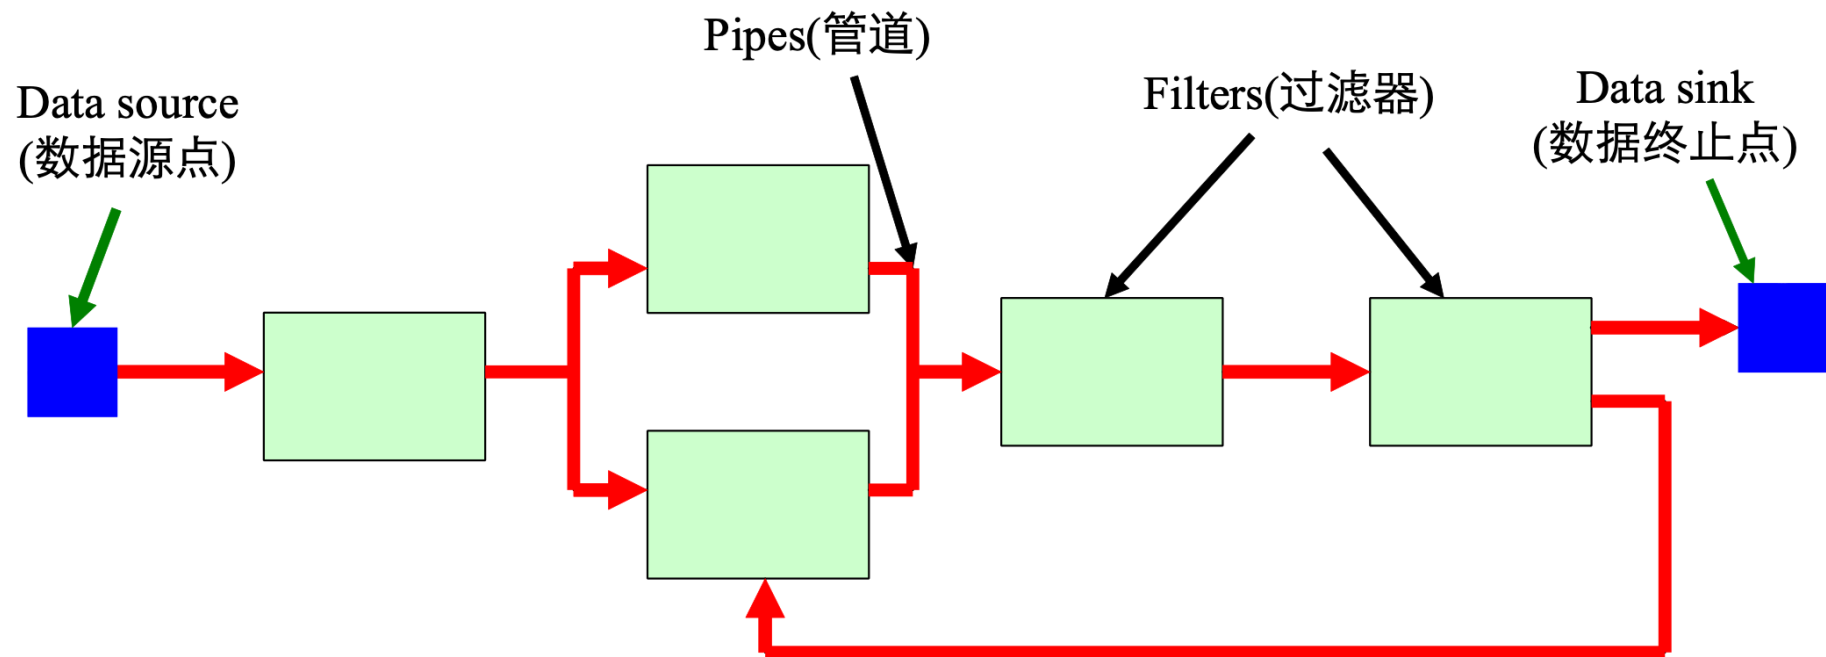 Data source
(数据源点)
Pipes(管道)
Filters(过滤器)
Data sink
(数据终止点)